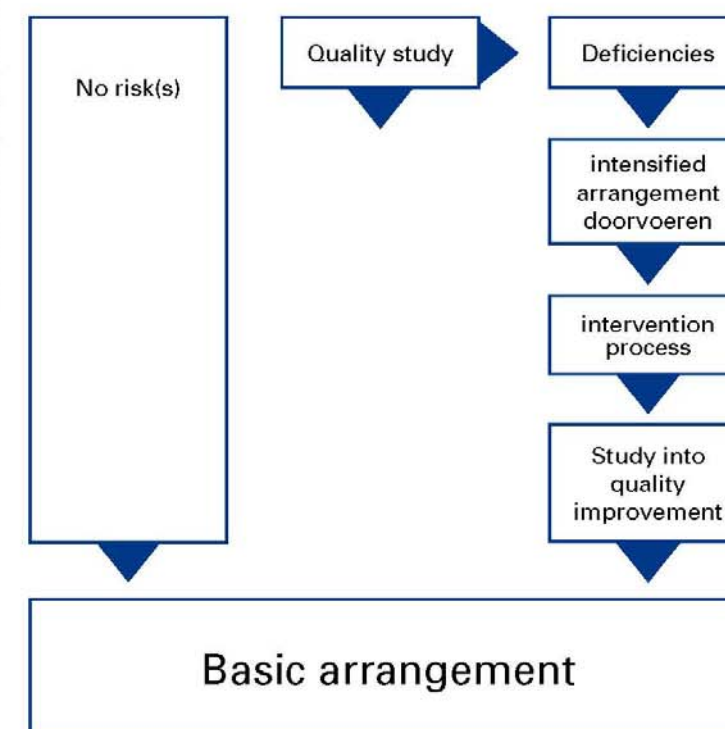 No risk(s)
Quality study
Deficiencies
intensified
arrangement
doorvoeren
intervention
process
Study into
quality
improvement
Basic arrangement